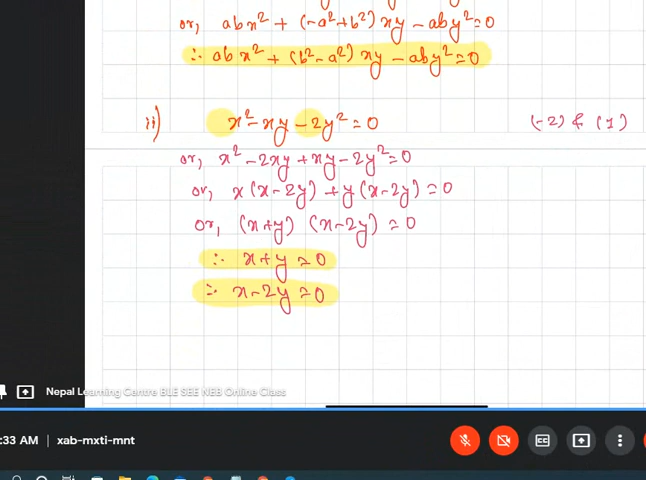 or, abx² + (-a²+b²) xy - aby² = 0
∴ abx² + (b²-a²) xy - aby² = 0
ii) x² - xy - 2y² = 0 (-2) & (1)
or, x² - 2xy + xy - 2y² = 0
or, x(x-2y) + y(x-2y) = 0
or, (x+y) (x-2y) = 0
∴ x+y = 0
∴ x-2y = 0
Nepal Learning Centre BLE SEE NEB Online Class
:33 AM | xab-mxti-mnt